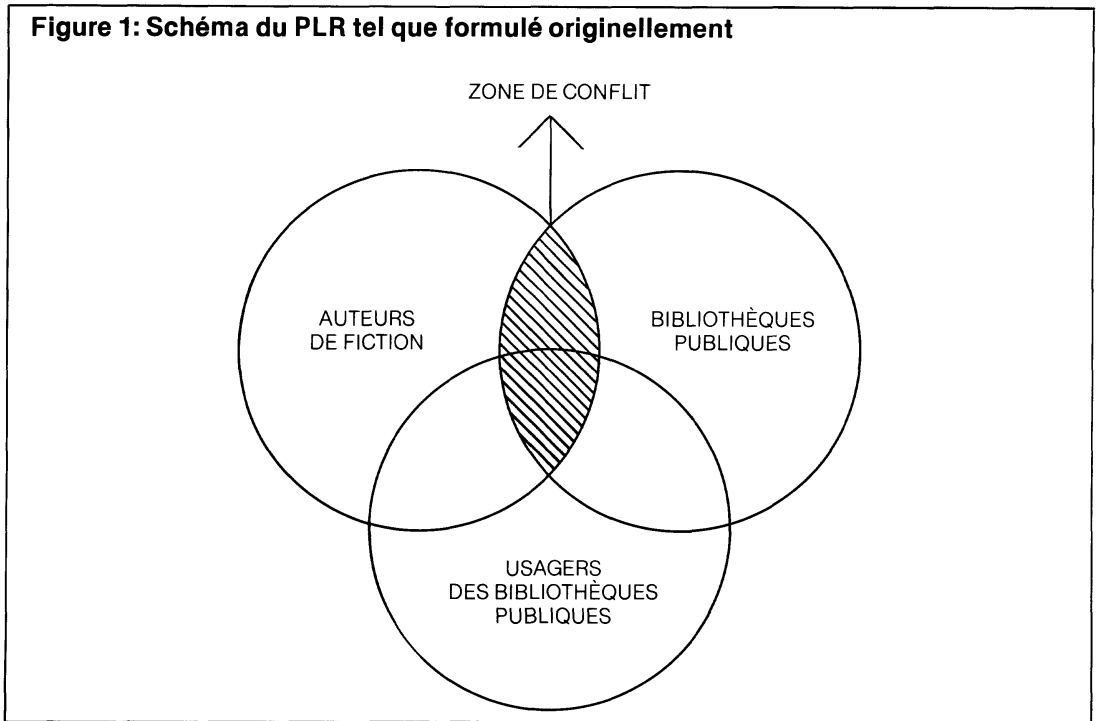 Figure 1: Schéma du PLR tel que formulé originellement
ZONE DE CONFLIT
AUTEURS
DE FICTION
BIBLIOTHÈQUES
PUBLIQUES
USAGERS
DES BIBLIOTHÈQUES
PUBLIQUES